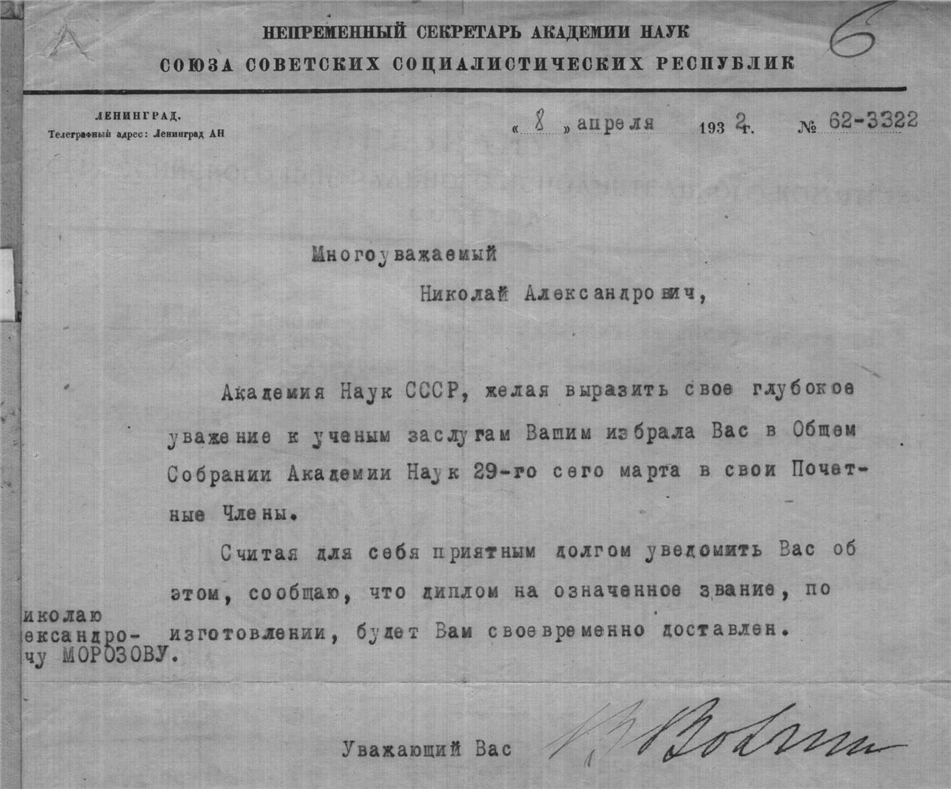 6
НЕПРЕМЕННЫЙ СЕКРЕТАРЬ АКАДЕМИИ НАУК
СОЮЗА СОВЕТСКИХ СОЦИАЛИСТИЧЕСКИХ РЕСПУБЛИК
ЛЕНИНГРАД.
Телеграфный адрес: Ленинград АН
« 8 » апреля 1932 г. № 62-3322
Многоуважаемый
Николай Александрович,
Академия Наук СССР, желая выразить свое глубокое
уважение к ученым заслугам Вашим избрала Вас в Общем
Собрании Академии Наук 29-го сего марта в свои Почет-
ные Члены.
Считая для себя приятным долгом уведомить Вас об
этом, сообщаю, что диплом на означенное звание, по
изготовлении, будет Вам своевременно доставлен.
иколаю
ександро-
чу МОРОЗОВУ.
Уважающий Вас